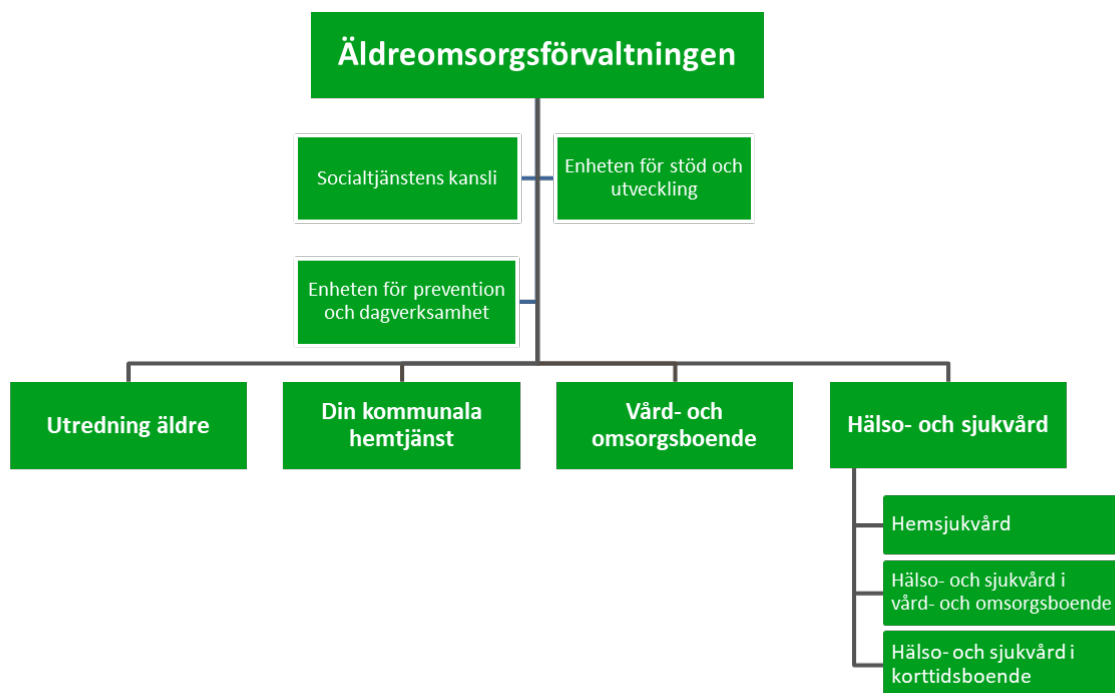 Äldreomsorgsförvaltningen
Socialtjänstens kansli
Enheten för stöd och
utveckling
Enheten för prevention
och dagverksamhet
Utredning äldre
Din kommunala
hemtjänst
Vård- och
omsorgsboende
Hälso- och sjukvård
Hemsjukvård
Hälso- och sjukvård i
vård- och omsorgsboende
Hälso- och sjukvård i
korttidsboende